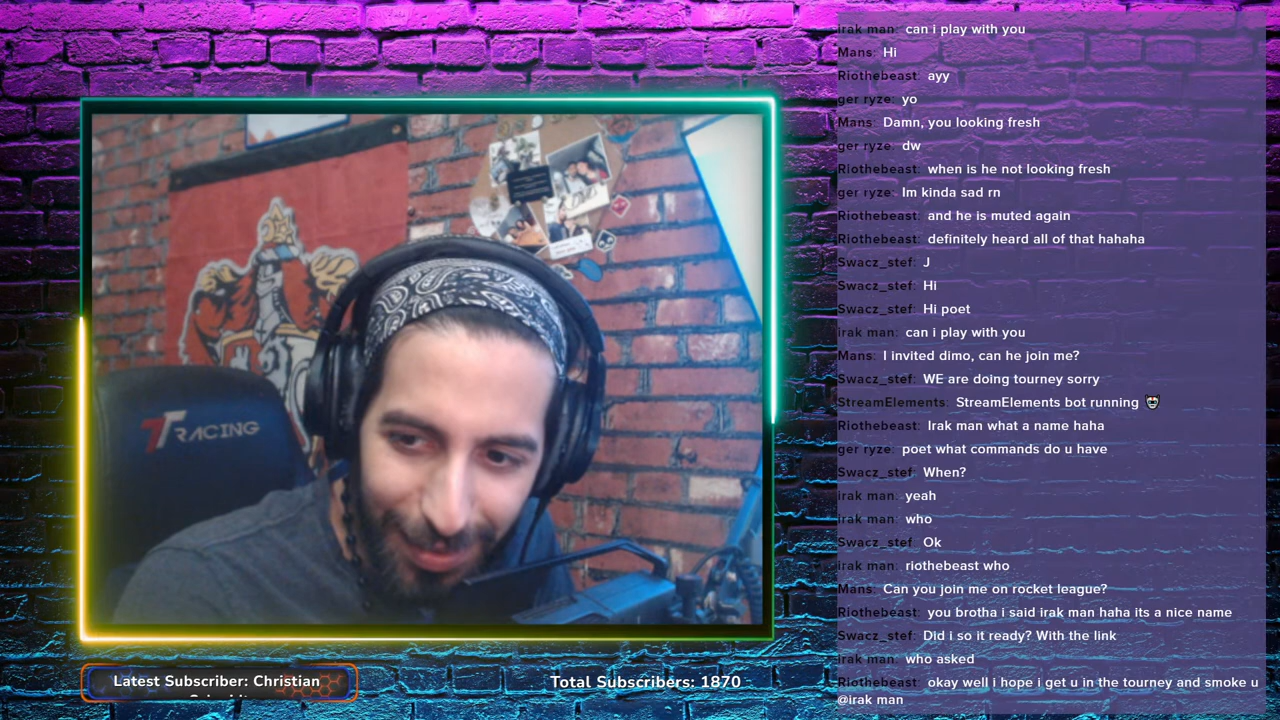 irak man: can i play with you
Mans: Hi
Riothebeast: ayy
ger ryze: yo
Mans: Damn, you looking fresh
ger ryze: dw
Riothebeast: when is he not looking fresh
ger ryze: Im kinda sad rn
Riothebeast: and he is muted again
Riothebeast: definitely heard all of that hahaha
Swacz_stef: J
Swacz_stef: Hi
Swacz_stef: Hi poet
irak man: can i play with you
Mans: I invited dimo, can he join me?
Swacz_stef: WE are doing tourney sorry
StreamElements: StreamElements bot running
Riothebeast: Irak man what a name haha
ger ryze: poet what commands do u have
Swacz_stef: When?
irak man: yeah
irak man: who
Swacz_stef: Ok
irak man: riothebeast who
Mans: Can you join me on rocket league?
Riothebeast: you brotha i said irak man haha its a nice name
Swacz_stef: Did i so it ready? With the link
irak man: who asked
Riothebeast: okay well i hope i get u in the tourney and smoke u
@irak man
RACING
Latest Subscriber: Christian
Total Subscribers: 1870